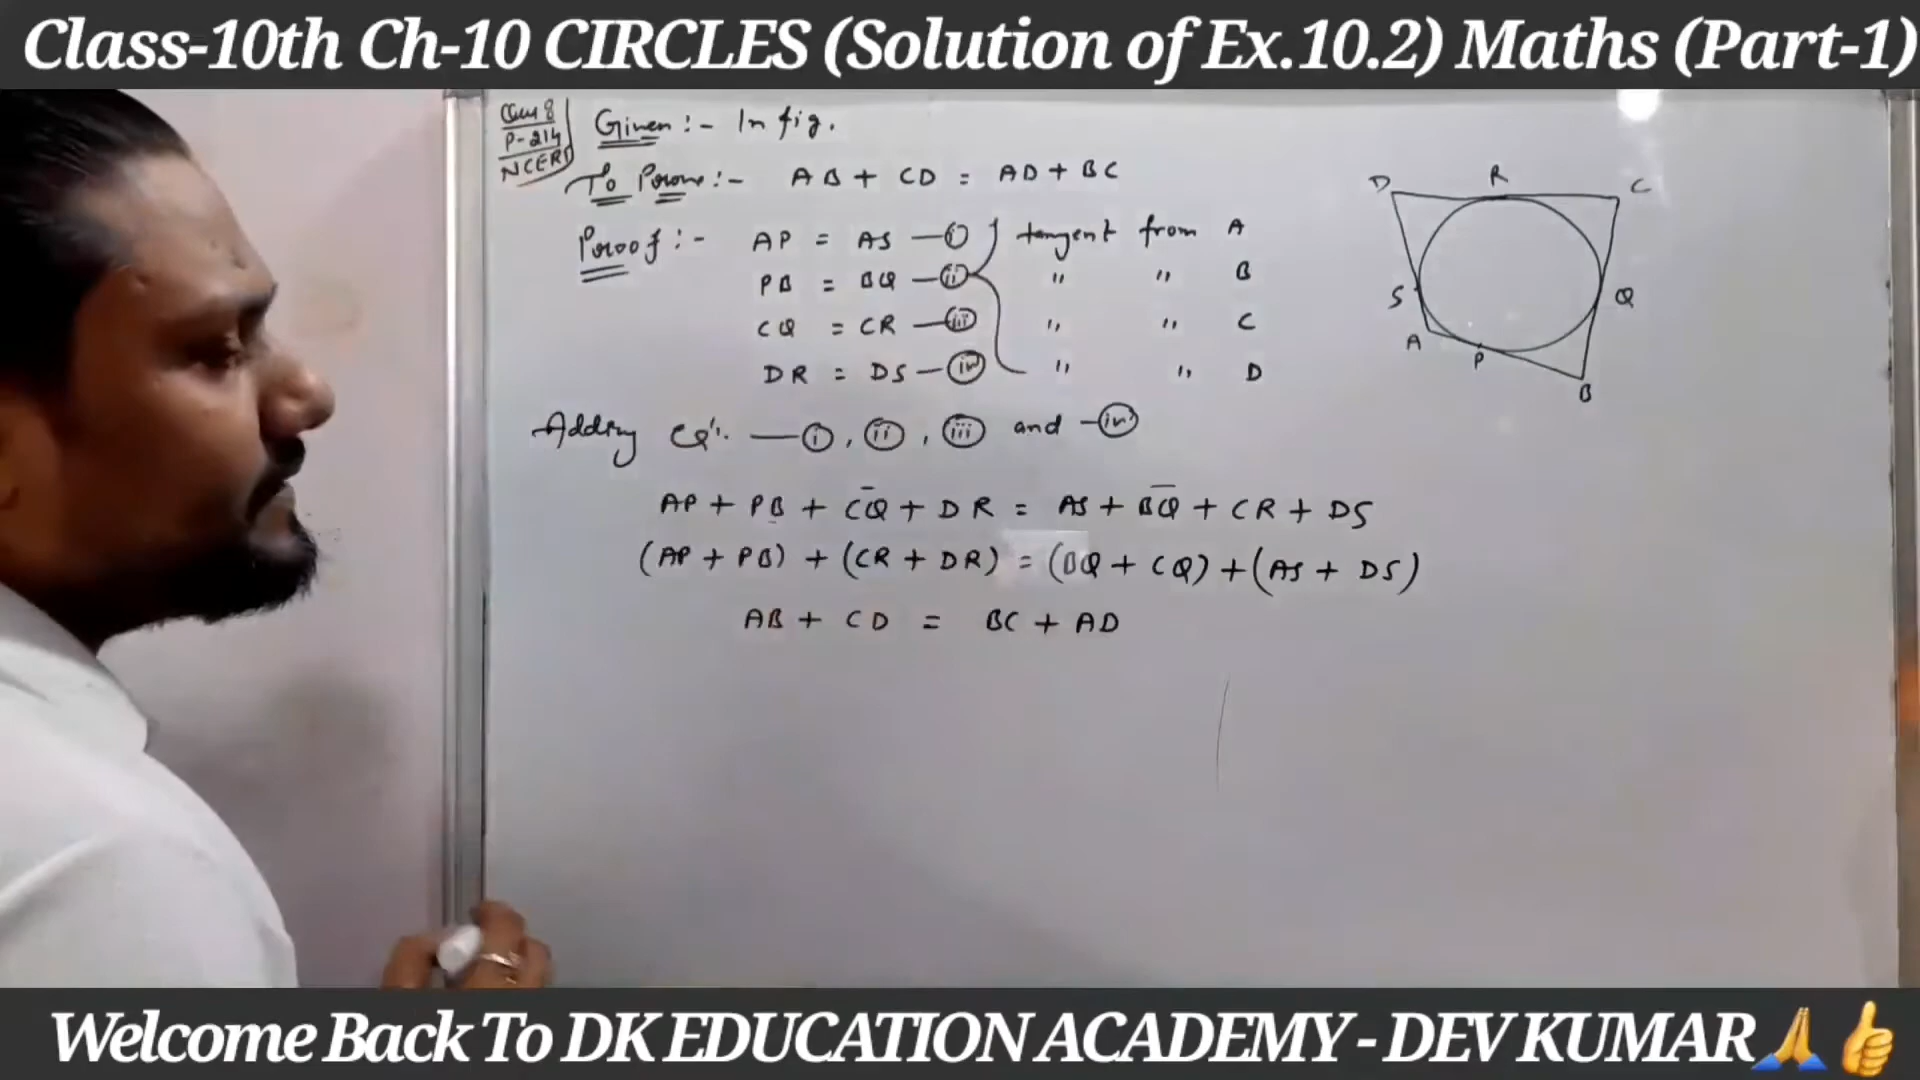 Class-10th Ch-10 CIRCLES (Solution of Ex.10.2) Maths (Part-1)
Ques 8
P-214
NCERT
Given :- In fig.
To Prove :- AB + CD = AD + BC
Proof :- AP = AS — (i) tangent from A
PB = BQ — (ii) " " B
CQ = CR — (iii) " " C
DR = DS — (iv) " " D
Adding Eqn. — (i), (ii), (iii) and — (iv)
AP + PB + CQ + DR = AS + BQ + CR + DS
(AP + PB) + (CR + DR) = (BQ + CQ) + (AS + DS)
AB + CD = BC + AD
D R C
S Q
A P
B
Welcome Back To DK EDUCATION ACADEMY - DEV KUMAR🙏👍